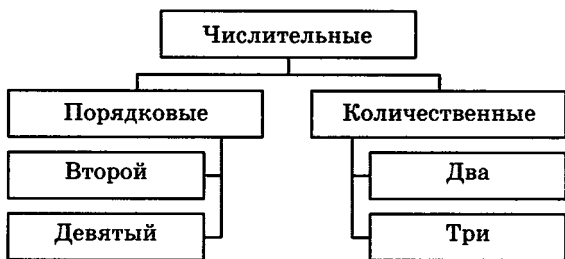 Числительные
Порядковые
Количественные
Второй
Два
Девятый
Три